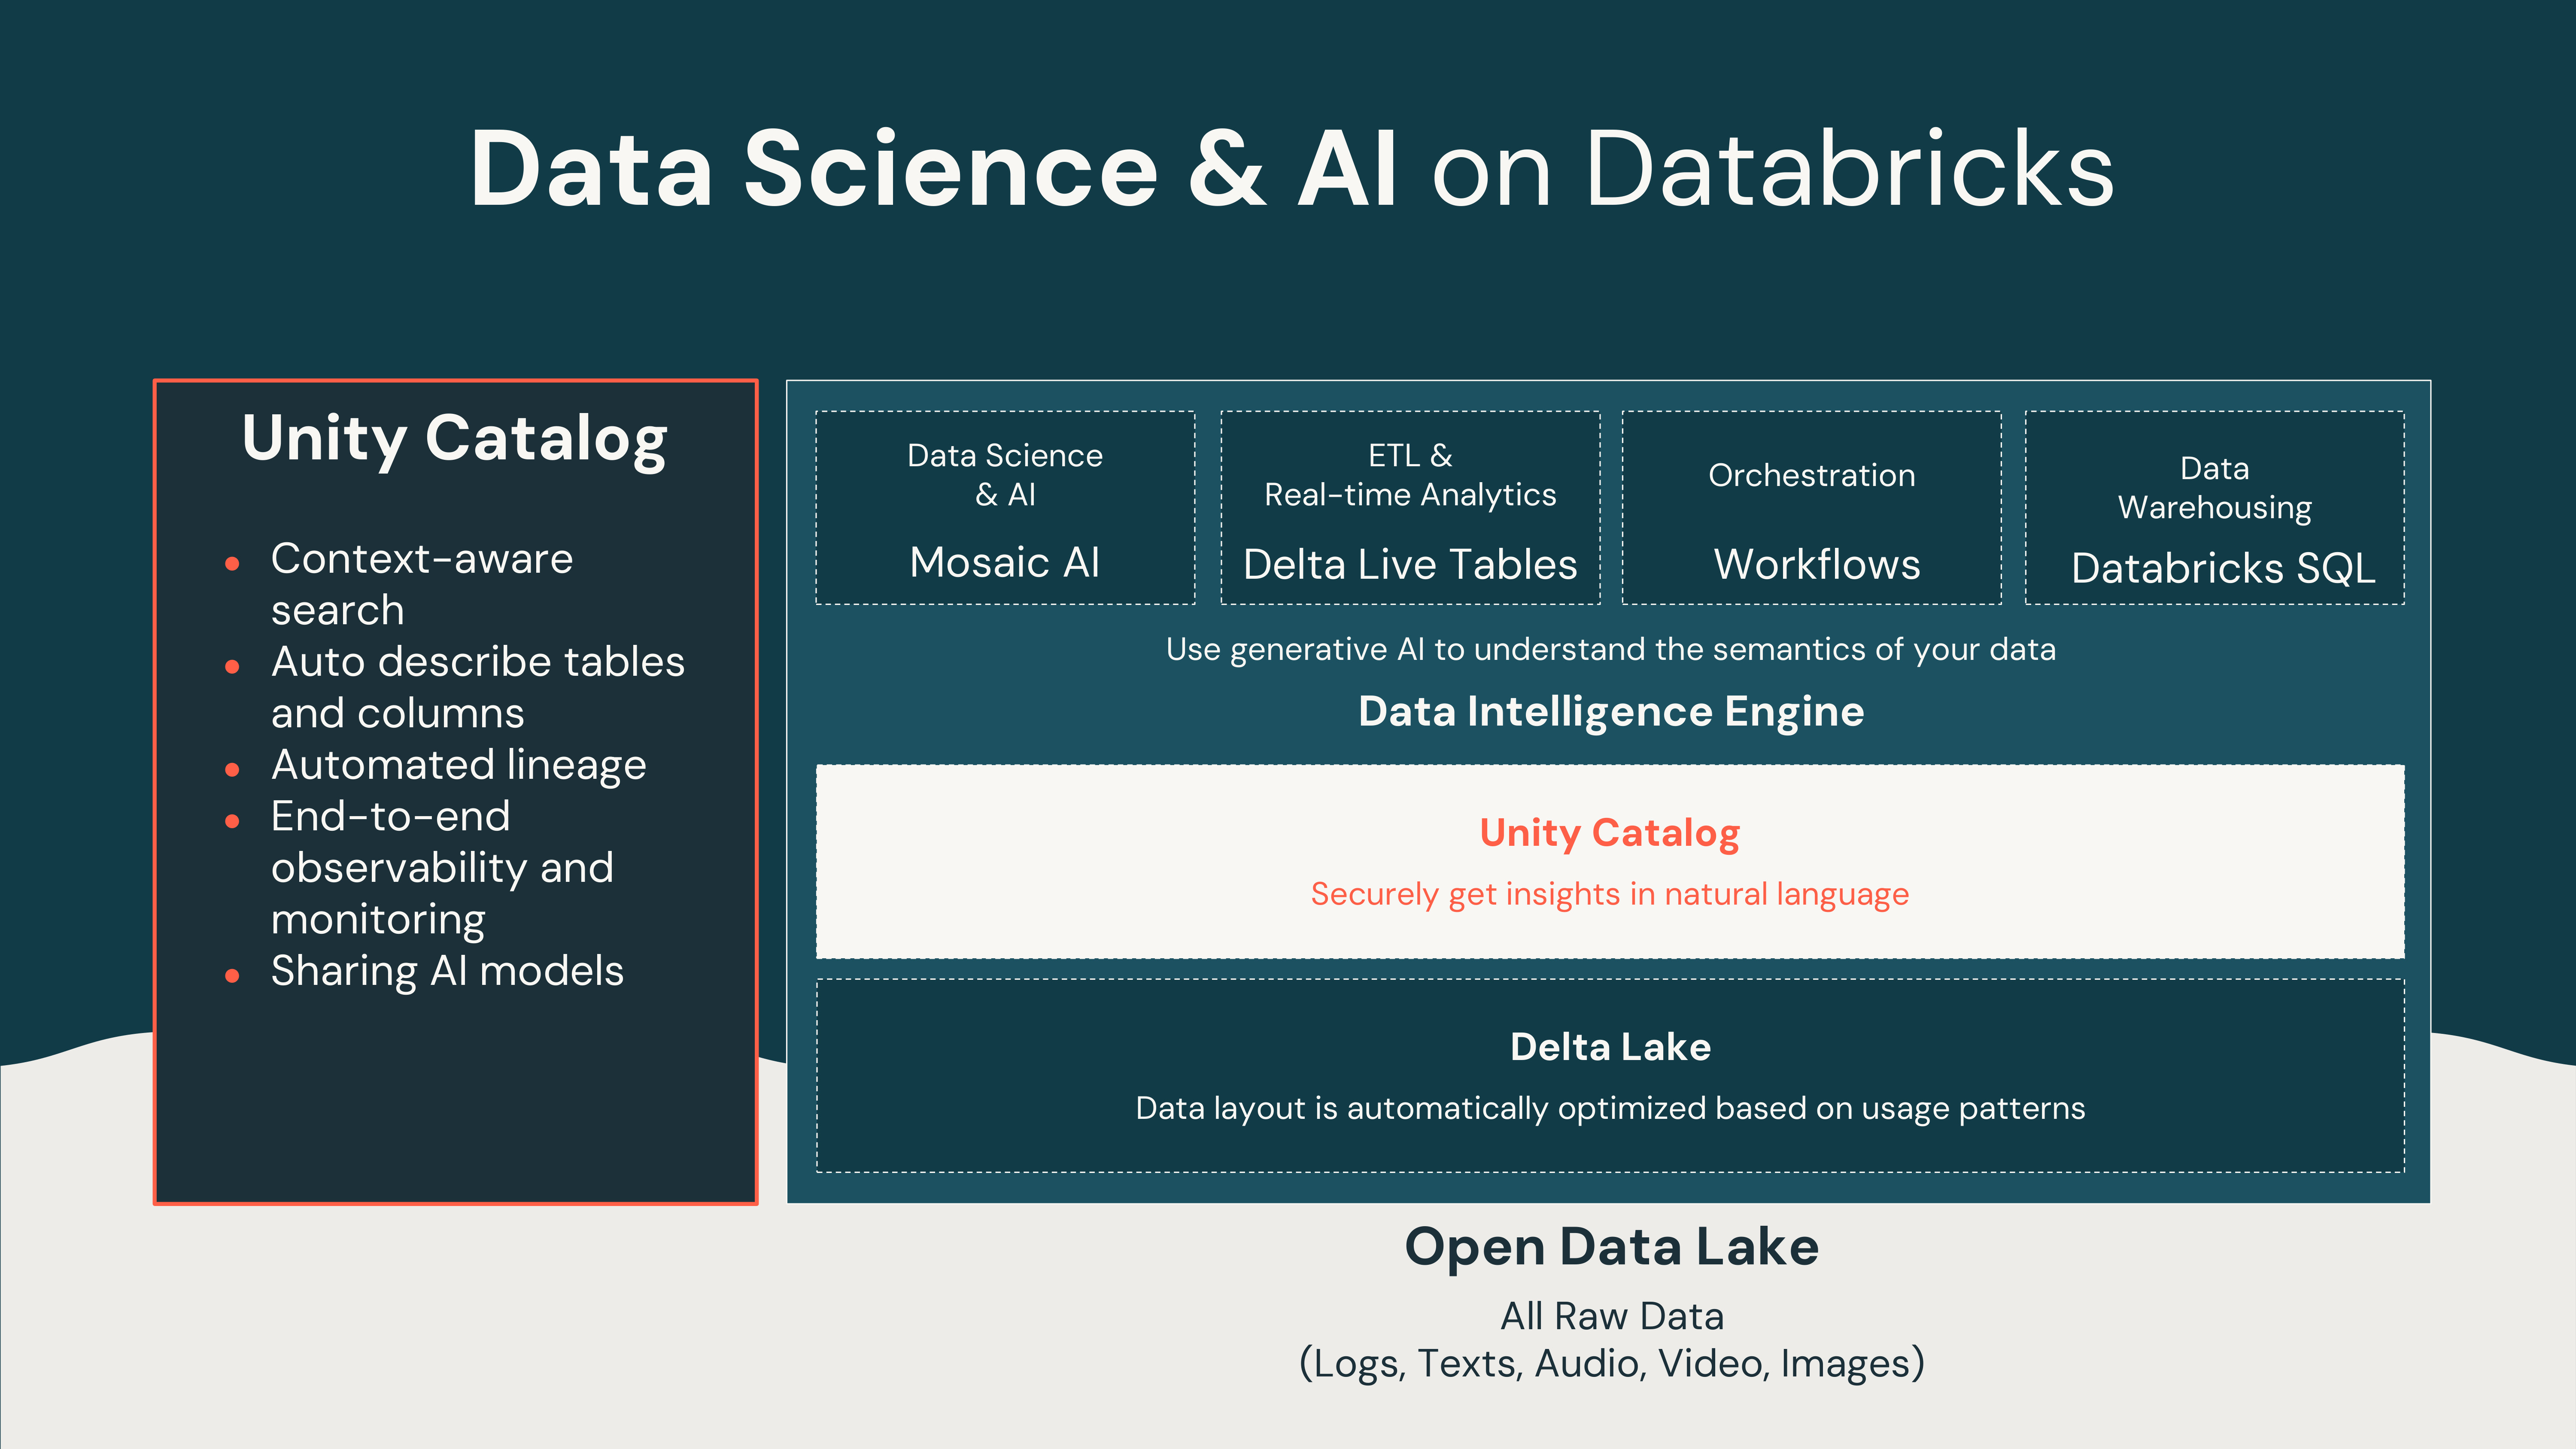 Data Science & AI on Databricks
Unity Catalog
Context-aware
search
Auto describe tables
and columns
Automated lineage
End-to-end
observability and
monitoring
Sharing AI models
Data Science
& AI
Mosaic AI
ETL &
Real-time Analytics
Delta Live Tables
Orchestration
Workflows
Data
Warehousing
Databricks SQL
Use generative AI to understand the semantics of your data
Data Intelligence Engine
Unity Catalog
Securely get insights in natural language
Delta Lake
Data layout is automatically optimized based on usage patterns
Open Data Lake
All Raw Data
(Logs, Texts, Audio, Video, Images)